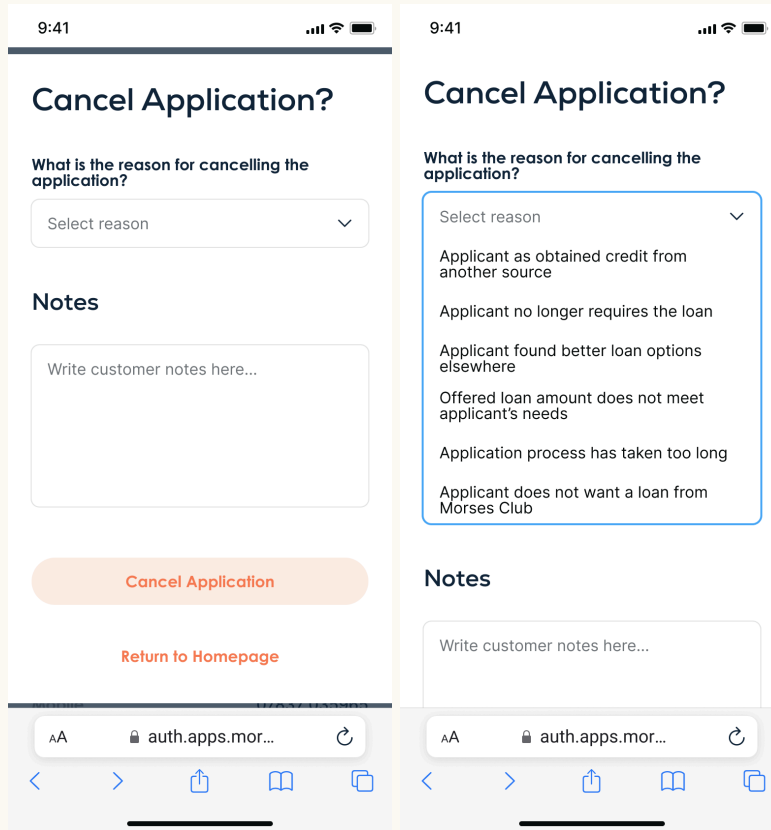 9:41
Cancel Application?
What is the reason for cancelling the
application?
Select reason
Notes
Write customer notes here...
Cancel Application
Return to Homepage
AA
auth.apps.mor...
9:41
Cancel Application?
What is the reason for cancelling the
application?
Select reason
Applicant as obtained credit from
another source
Applicant no longer requires the loan
Applicant found better loan options
elsewhere
Offered loan amount does not meet
applicant's needs
Application process has taken too long
Applicant does not want a loan from
Morses Club
Notes
Write customer notes here...
AA
auth.apps.mor...